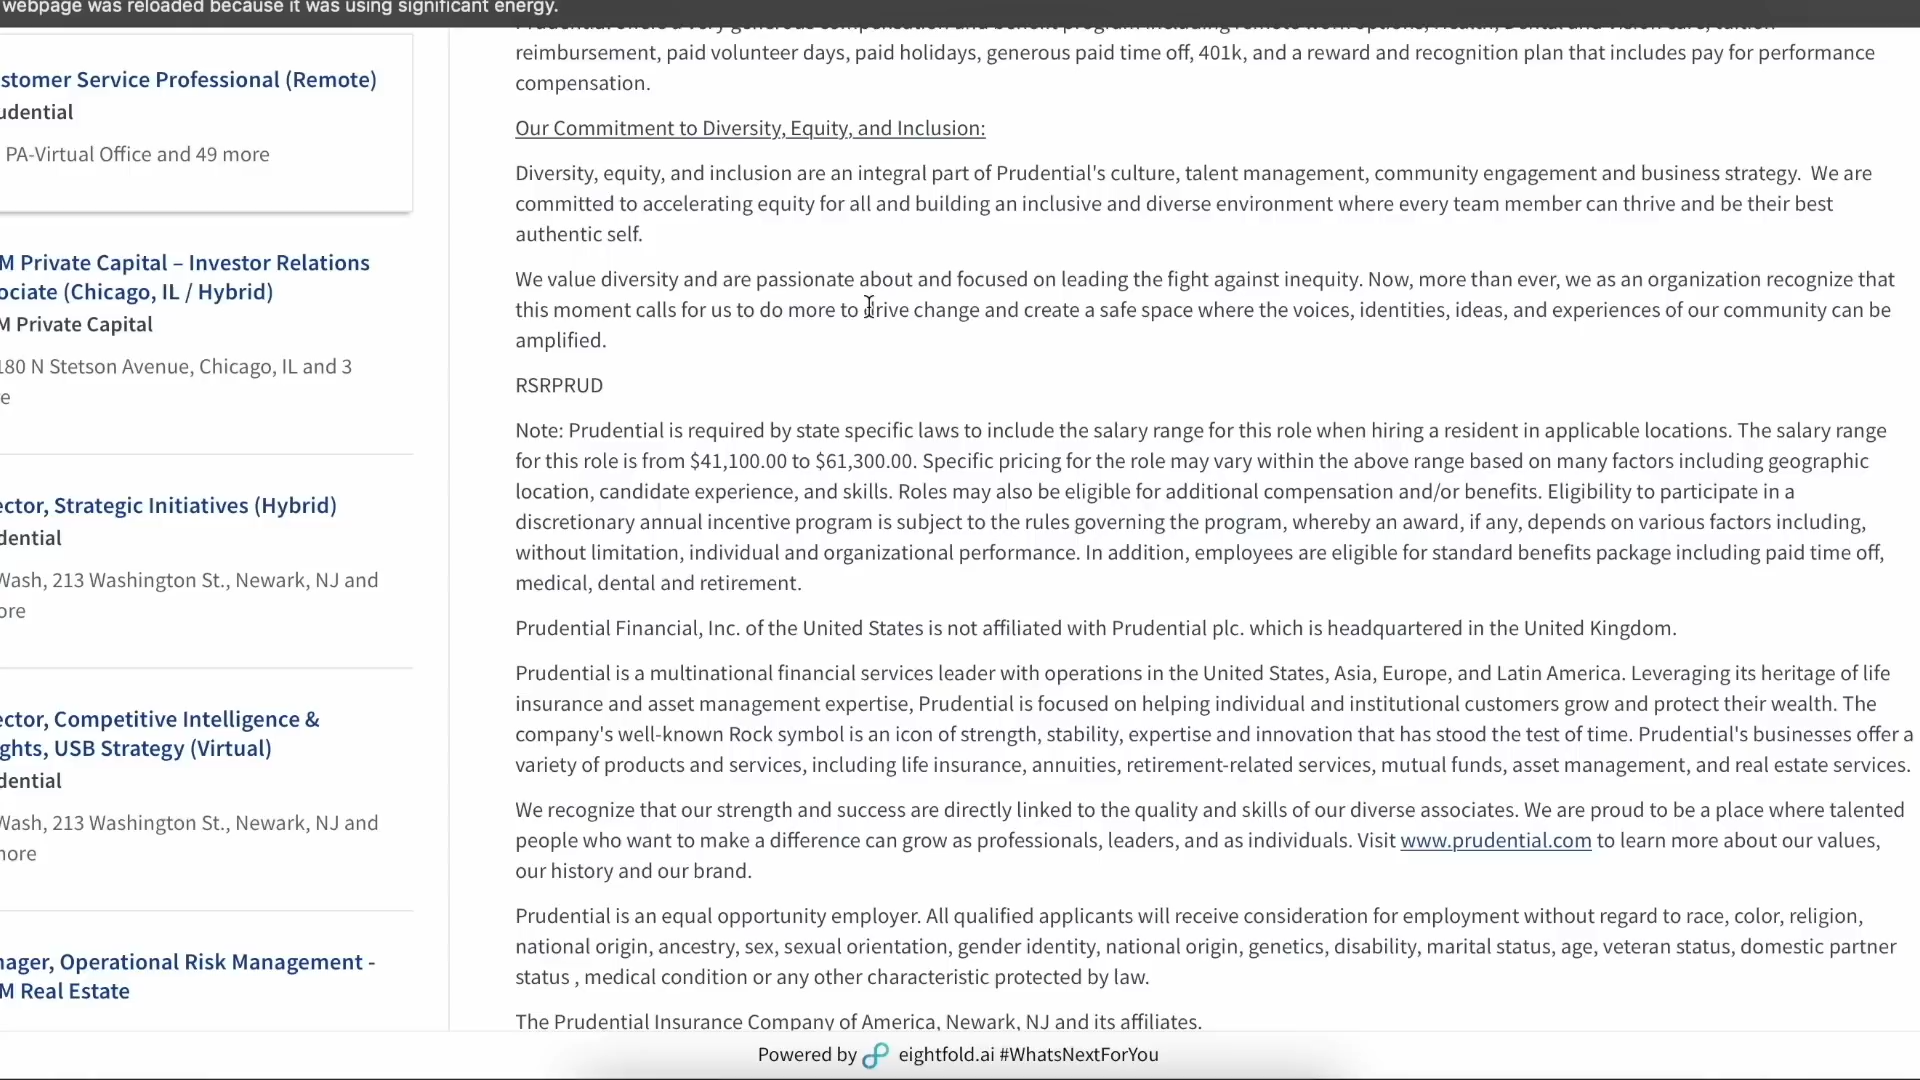 webpage was reloaded because it was using significant energy.
stomer Service Professional (Remote)
udential
PA-Virtual Office and 49 more
M Private Capital – Investor Relations
ociate (Chicago, IL / Hybrid)
M Private Capital
180 N Stetson Avenue, Chicago, IL and 3
e
ector, Strategic Initiatives (Hybrid)
dential
Wash, 213 Washington St., Newark, NJ and
ore
ector, Competitive Intelligence &
ghts, USB Strategy (Virtual)
dential
Wash, 213 Washington St., Newark, NJ and
more
nager, Operational Risk Management -
M Real Estate
reimbursement, paid volunteer days, paid holidays, generous paid time off, 401k, and a reward and recognition plan that includes pay for performance
compensation.
Our Commitment to Diversity, Equity, and Inclusion:
Diversity, equity, and inclusion are an integral part of Prudential's culture, talent management, community engagement and business strategy.  We are
committed to accelerating equity for all and building an inclusive and diverse environment where every team member can thrive and be their best
authentic self.
We value diversity and are passionate about and focused on leading the fight against inequity. Now, more than ever, we as an organization recognize that
this moment calls for us to do more to drive change and create a safe space where the voices, identities, ideas, and experiences of our community can be
amplified.
RSRPRUD
Note: Prudential is required by state specific laws to include the salary range for this role when hiring a resident in applicable locations. The salary range
for this role is from $41,100.00 to $61,300.00. Specific pricing for the role may vary within the above range based on many factors including geographic
location, candidate experience, and skills. Roles may also be eligible for additional compensation and/or benefits. Eligibility to participate in a
discretionary annual incentive program is subject to the rules governing the program, whereby an award, if any, depends on various factors including,
without limitation, individual and organizational performance. In addition, employees are eligible for standard benefits package including paid time off,
medical, dental and retirement.
Prudential Financial, Inc. of the United States is not affiliated with Prudential plc. which is headquartered in the United Kingdom.
Prudential is a multinational financial services leader with operations in the United States, Asia, Europe, and Latin America. Leveraging its heritage of life
insurance and asset management expertise, Prudential is focused on helping individual and institutional customers grow and protect their wealth. The
company's well-known Rock symbol is an icon of strength, stability, expertise and innovation that has stood the test of time. Prudential's businesses offer a
variety of products and services, including life insurance, annuities, retirement-related services, mutual funds, asset management, and real estate services.
We recognize that our strength and success are directly linked to the quality and skills of our diverse associates. We are proud to be a place where talented
people who want to make a difference can grow as professionals, leaders, and as individuals. Visit www.prudential.com to learn more about our values,
our history and our brand.
Prudential is an equal opportunity employer. All qualified applicants will receive consideration for employment without regard to race, color, religion,
national origin, ancestry, sex, sexual orientation, gender identity, national origin, genetics, disability, marital status, age, veteran status, domestic partner
status , medical condition or any other characteristic protected by law.
The Prudential Insurance Company of America, Newark, NJ and its affiliates.
Powered by eightfold.ai #WhatsNextForYou